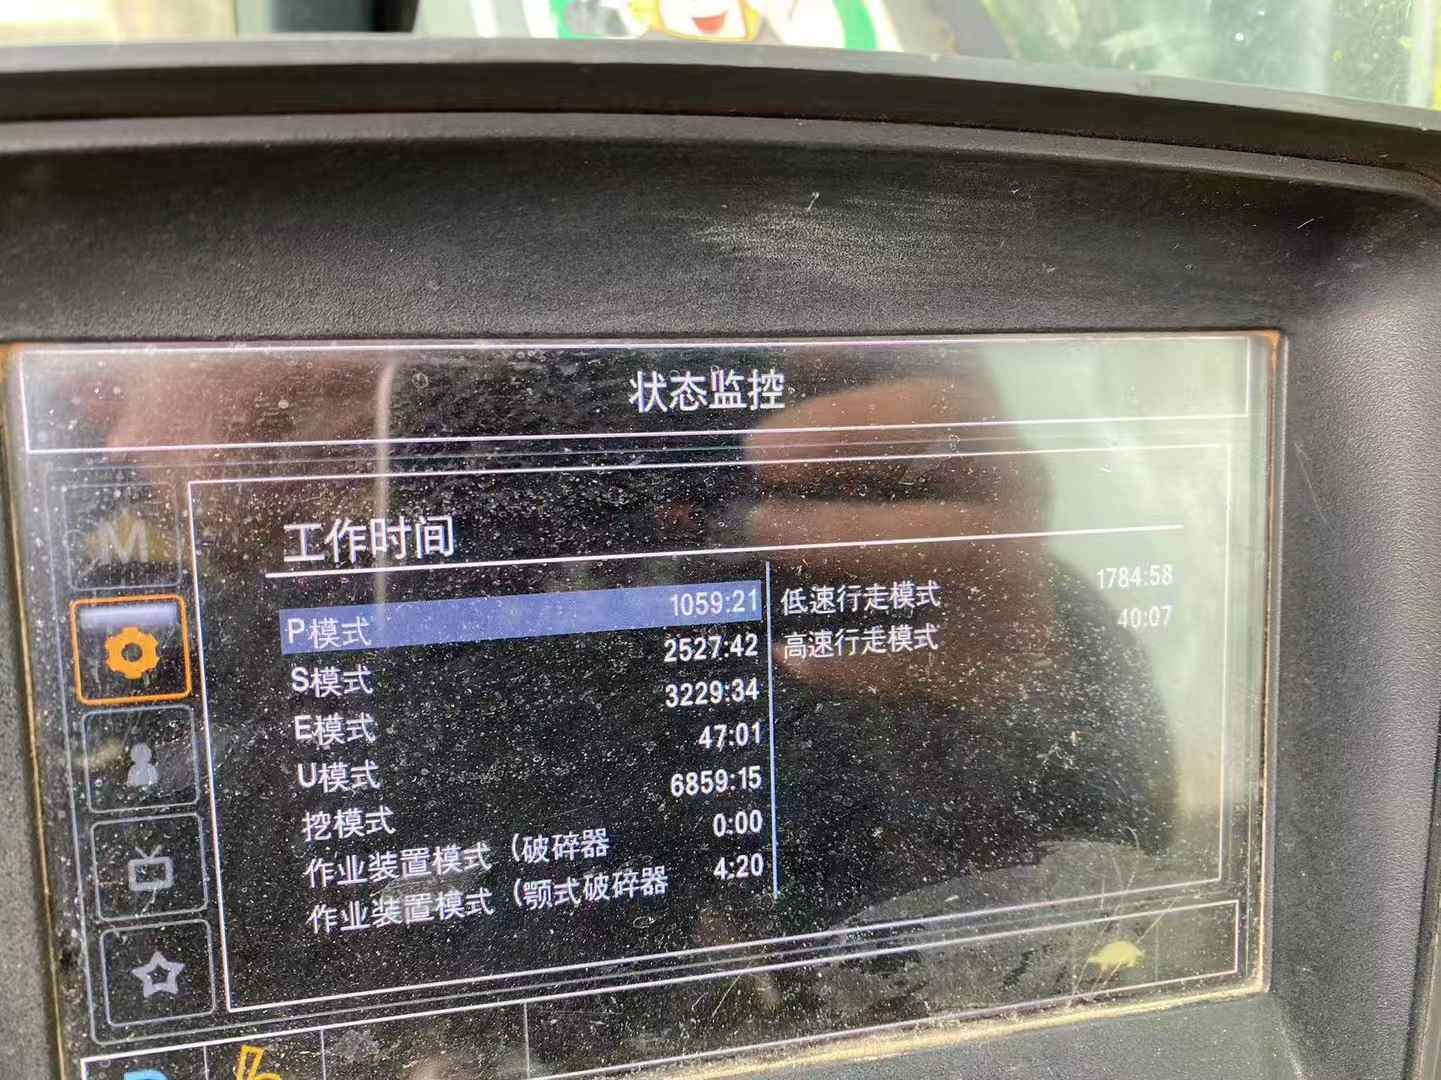 状态监控
工作时间
P模式 1059:21
S模式 2527:42
E模式 3229:34
U模式 47:01
挖模式 6859:15
作业装置模式（破碎器 0:00
作业装置模式（颚式破碎器 4:20
低速行走模式 1784:58
高速行走模式 40:07